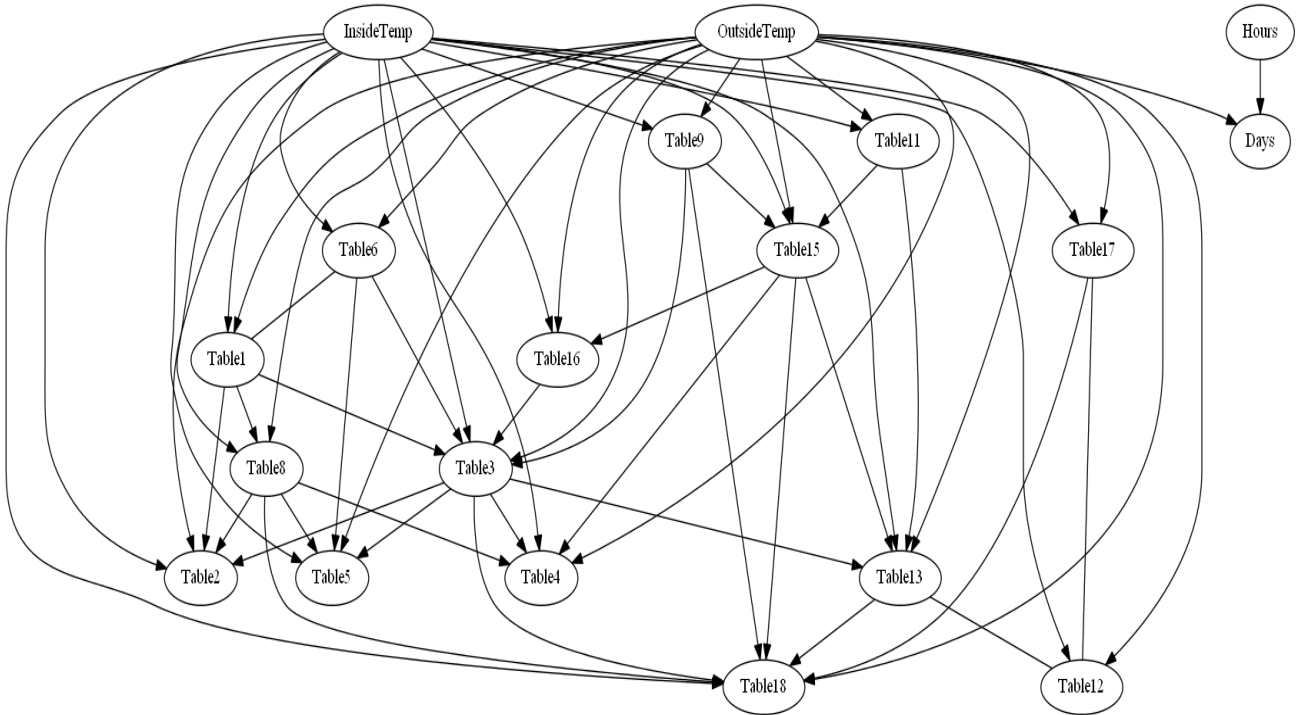 InsideTemp
OutsideTemp
Hours
Table9
Table11
Days
Table6
Table15
Table17
Table1
Table16
Table8
Table3
Table2
Table5
Table4
Table13
Table18
Table12